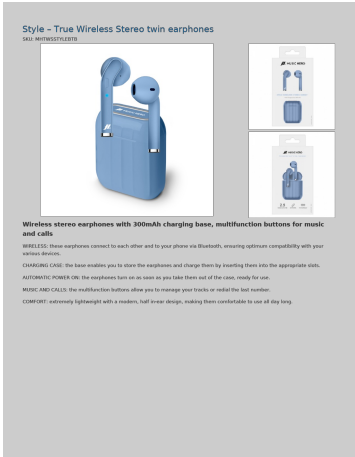 Style – True Wireless Stereo twin earphones
SKU: MHTWSSTYLEBTB
MUSIC HERO
MUSIC HERO
Wireless stereo earphones with 300mAh charging base, multifunction buttons for music
and calls
WIRELESS: these earphones connect to each other and to your phone via Bluetooth, ensuring optimum compatibility with your
various devices.
CHARGING CASE: the base enables you to store the earphones and charge them by inserting them into the appropriate slots.
AUTOMATIC POWER ON: the earphones turn on as soon as you take them out of the case, ready for use.
MUSIC AND CALLS: the multifunction buttons allow you to manage your tracks or redial the last number.
COMFORT: extremely lightweight with a modern, half in-ear design, making them comfortable to use all day long.